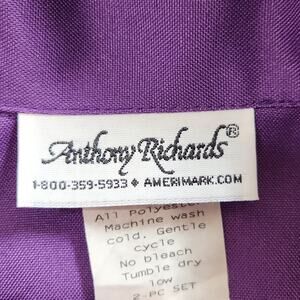 Anthony Richards®
1-800-359-5933 ♦ AMERIMARK.COM
All Polyester
Machine wash
cold. Gentle
cycle
No bleach
Tumble dry
low
2-PC SET